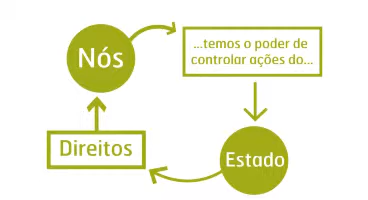 Nós
...temos o poder de
controlar ações do...
Estado
Direitos